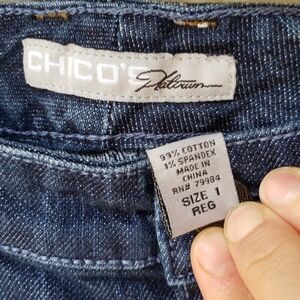 CHICO'S Platinum
99% COTTON
1% SPANDEX
MADE IN
CHINA
RN# 79984
SIZE 1
REG